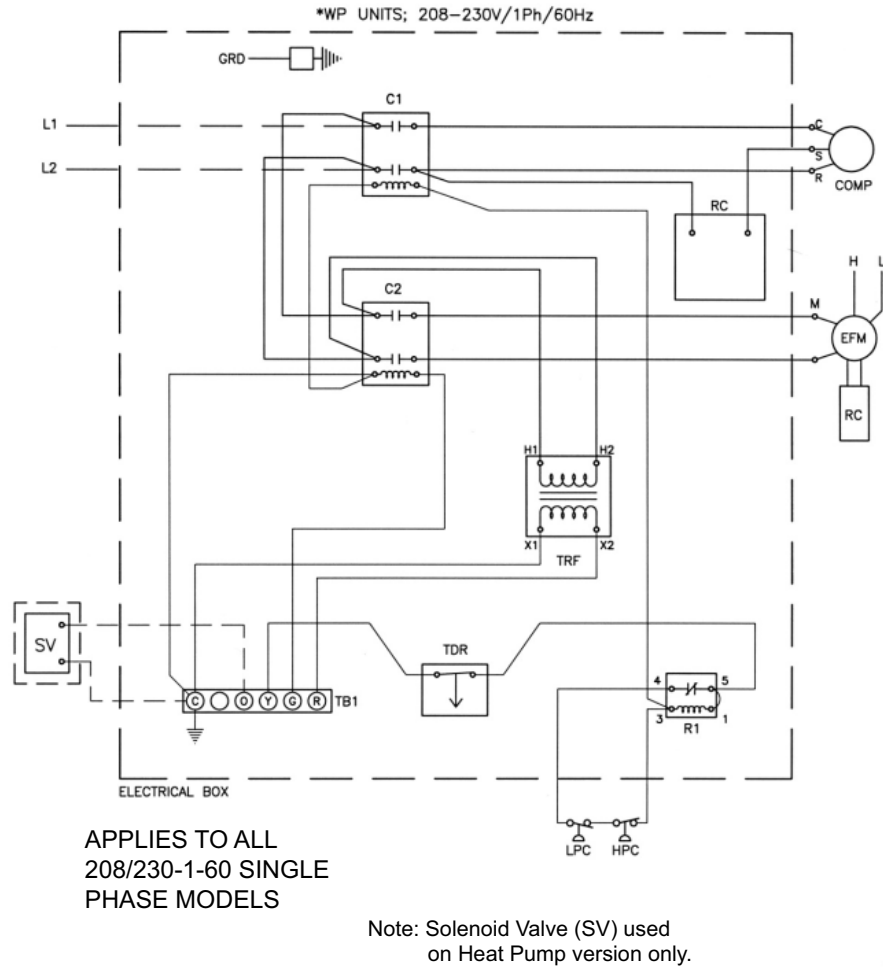 *WP UNITS; 208-230V/1Ph/60Hz
GRD
C1
L1
L2
C
S
R
COMP
RC
H
L
C2
M
EFM
RC
H1
H2
X1
X2
TRF
SV
TDR
C
O
Y
G
R
TB1
4
5
3
1
R1
ELECTRICAL BOX
LPC
HPC
APPLIES TO ALL
208/230-1-60 SINGLE
PHASE MODELS
Note: Solenoid Valve (SV) used
on Heat Pump version only.